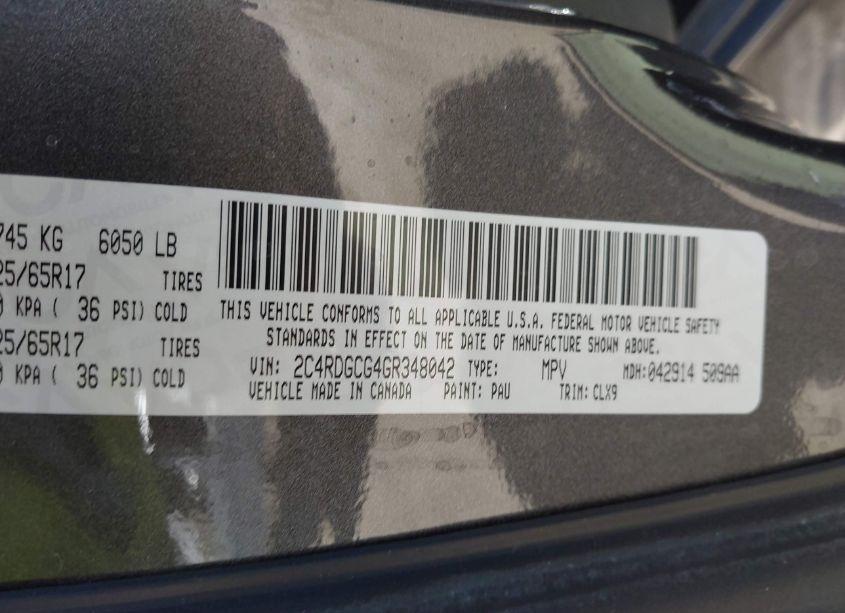 745 KG 6050 LB
25/65R17 TIRES
0 KPA ( 36 PSI) COLD
25/65R17 TIRES
0 KPA ( 36 PSI) COLD
THIS VEHICLE CONFORMS TO ALL APPLICABLE U.S.A. FEDERAL MOTOR VEHICLE SAFETY
STANDARDS IN EFFECT ON THE DATE OF MANUFACTURE SHOWN ABOVE.
VIN: 2C4RDGCG4GR348042 TYPE: MPV MDH:042914 509AA
VEHICLE MADE IN CANADA PAINT: PAU TRIM: CLX9